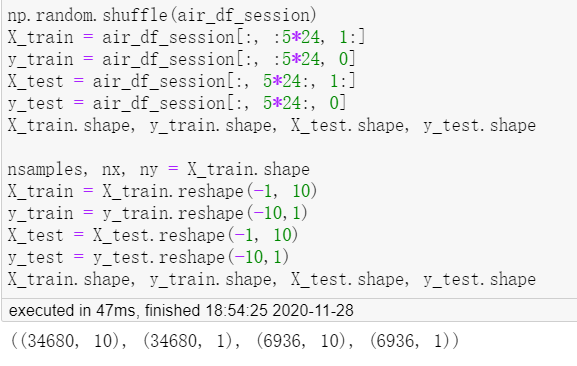 np.random.shuffle(air_df_session)
X_train = air_df_session[:, :5*24, 1:]
y_train = air_df_session[:, :5*24, 0]
X_test = air_df_session[:, 5*24:, 1:]
y_test = air_df_session[:, 5*24:, 0]
X_train.shape, y_train.shape, X_test.shape, y_test.shape
nsamples, nx, ny = X_train.shape
X_train = X_train.reshape(-1, 10)
y_train = y_train.reshape(-10,1)
X_test = X_test.reshape(-1, 10)
y_test = y_test.reshape(-10,1)
X_train.shape, y_train.shape, X_test.shape, y_test.shape
executed in 47ms, finished 18:54:25 2020-11-28
((34680, 10), (34680, 1), (6936, 10), (6936, 1))